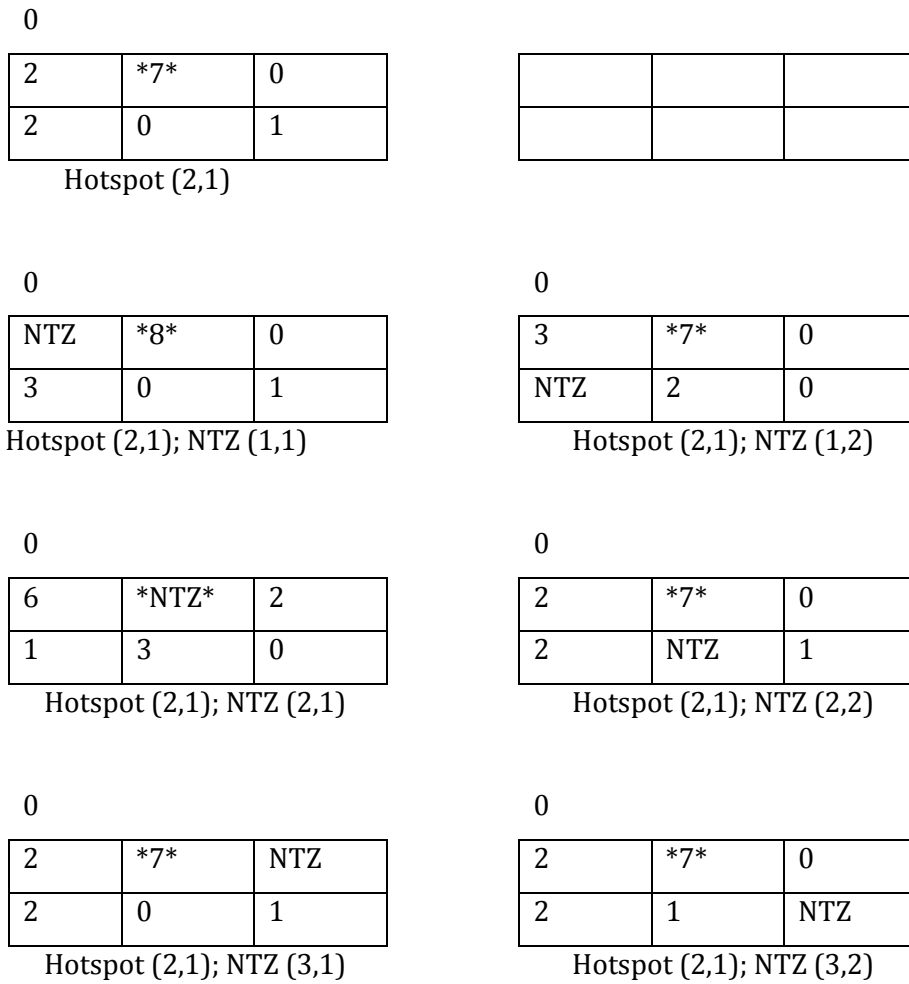 0
2 *7* 0
2 0 1
Hotspot (2,1)
0 0
NTZ *8* 0 3 *7* 0
3 0 1 NTZ 2 0
Hotspot (2,1); NTZ (1,1) Hotspot (2,1); NTZ (1,2)
0 0
6 *NTZ* 2 2 *7* 0
1 3 0 2 NTZ 1
Hotspot (2,1); NTZ (2,1) Hotspot (2,1); NTZ (2,2)
0 0
2 *7* NTZ 2 *7* 0
2 0 1 2 1 NTZ
Hotspot (2,1); NTZ (3,1) Hotspot (2,1); NTZ (3,2)